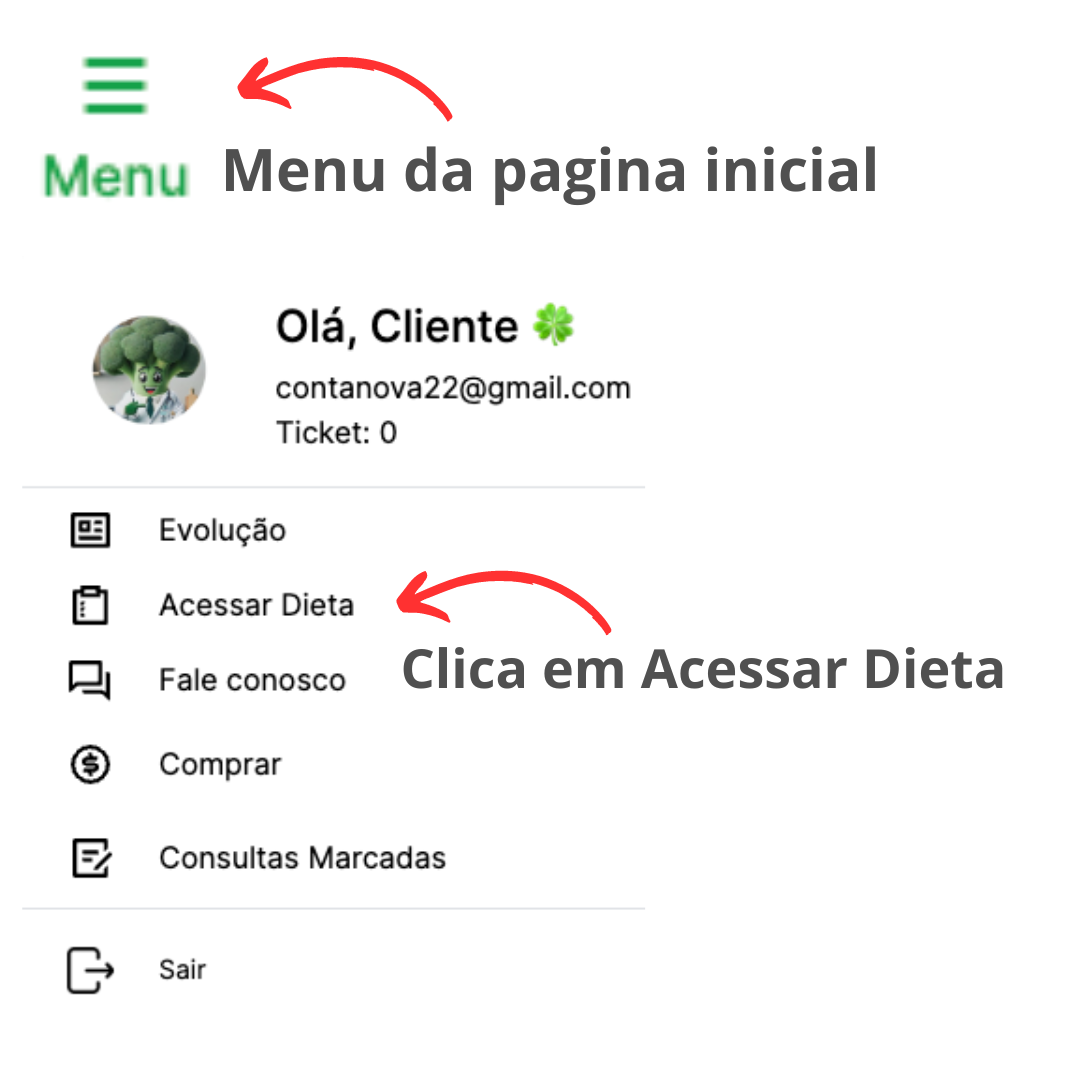 Menu
Menu da pagina inicial
Olá, Cliente 🍀
contanova22@gmail.com
Ticket: 0
Evolução
Acessar Dieta
Clica em Acessar Dieta
Fale conosco
Comprar
Consultas Marcadas
Sair